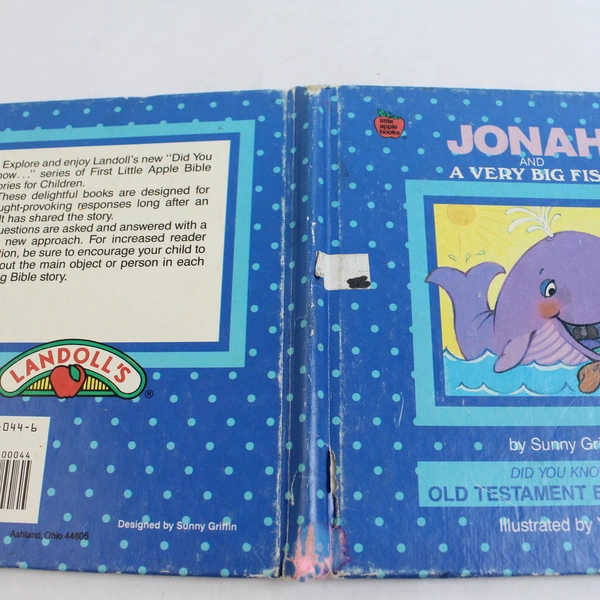 Explore and enjoy Landoll's new "Did You
now..." series of First Little Apple Bible
ories for Children.
These delightful books are designed for
ught-provoking responses long after an
lt has shared the story.
uestions are asked and answered with a
new approach. For increased reader
tion, be sure to encourage your child to
out the main object or person in each
g Bible story.
LANDOLL'S
®
-044-6
00044
Ashland, Ohio 44805
Designed by Sunny Griffin
little
apple
books
JONAH
AND
A VERY BIG FIS
by Sunny Gri
DID YOU KNO
OLD TESTAMENT B
Illustrated by